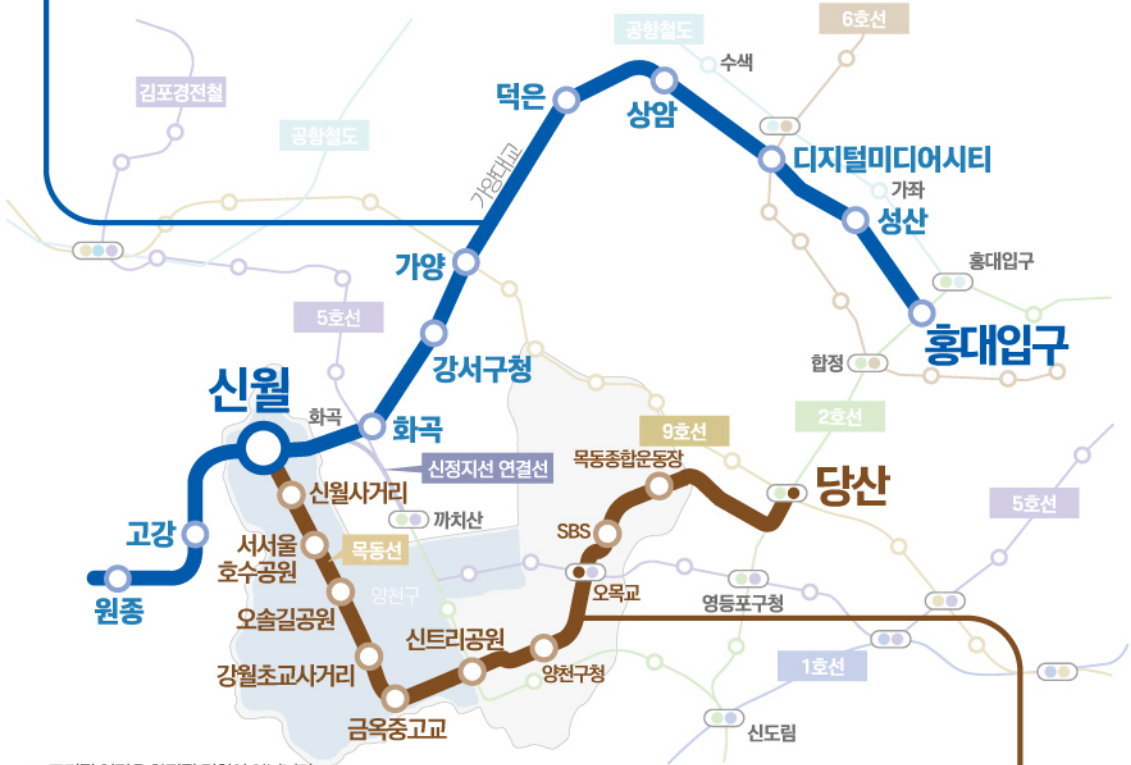 6호선
공항철도
수색
김포경전철
덕은
상암
공항철도
디지털미디어시티
가양대교
가좌
성산
가양
홍대입구
5호선
홍대입구
강서구청
합정
신월
화곡
화곡
2호선
9호선
신정지선 연결선
목동종합운동장
당산
신월사거리
5호선
까치산
고강
SBS
서서울
호수공원
목동선
오목교
양천구
영등포구청
원종
오솔길공원
신트리공원
강월초교사거리
양천구청
1호선
금옥중고교
신도림